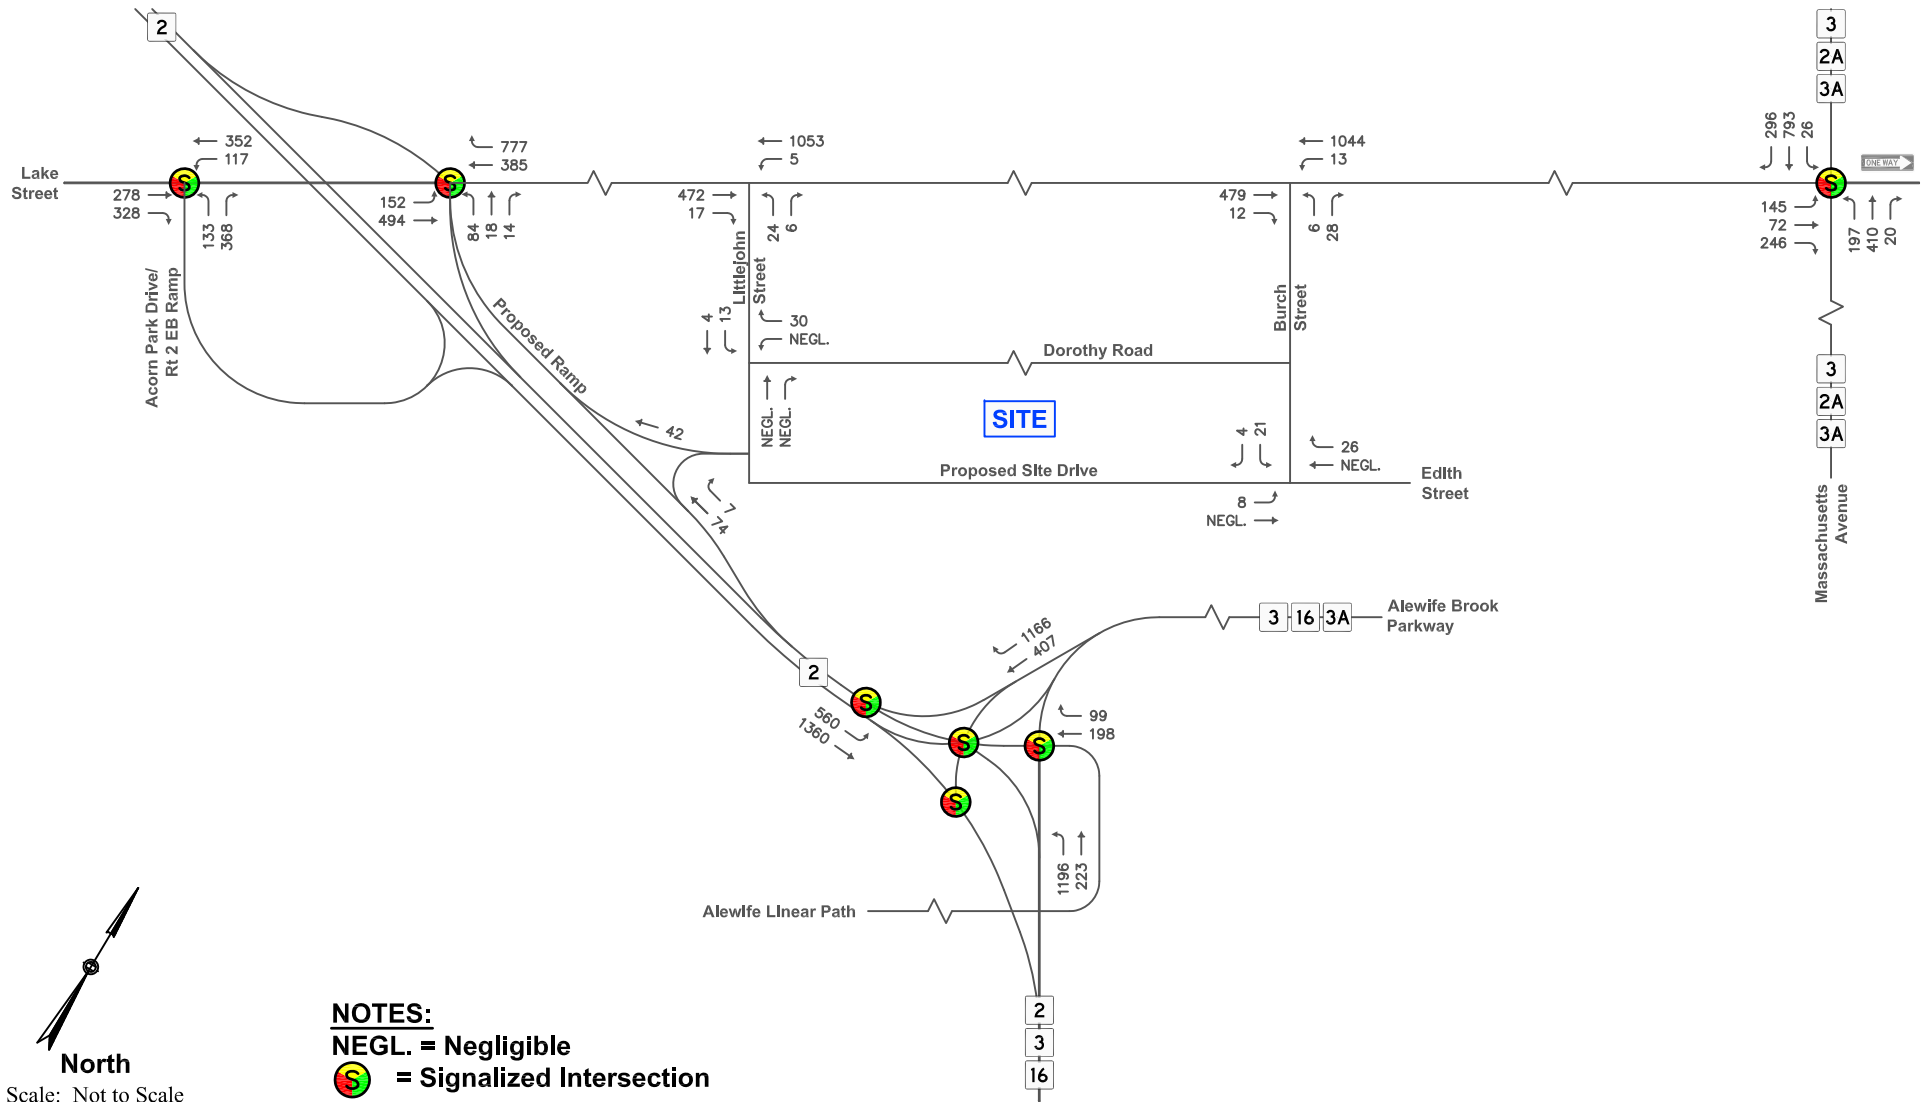 2
3
2A
3A
296
793
26
352
117
777
385
1053
5
1044
13
ONE WAY
Lake
Street
278
328
133
368
152
494
84
18
14
472
17
24
6
479
12
6
28
145
72
246
197
410
20
Acorn Park Drive/
Rt 2 EB Ramp
Proposed Ramp
Littlejohn
Street
4
13
30
NEGL.
Burch
Street
Dorothy Road
NEGL.
NEGL.
SITE
42
7
74
Proposed Site Drive
4
21
26
NEGL.
8
NEGL.
Edith
Street
3
2A
3A
Massachusetts
Avenue
3
16
3A
Alewife Brook
Parkway
1166
407
2
560
1360
99
198
S
S
S
S
S
S
S
1196
223
Alewife Linear Path
2
3
16
North
Scale: Not to Scale
NOTES:
NEGL. = Negligible
S = Signalized Intersection